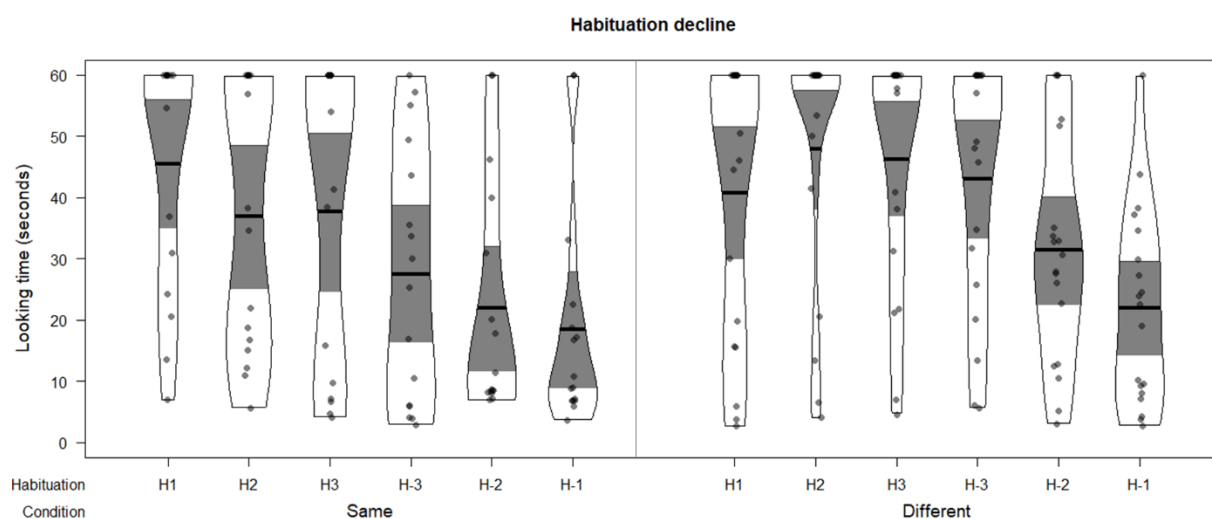 Habituation decline
60
50
40
30
20
10
0
Looking time (seconds)
Habituation H1 H2 H3 H-3 H-2 H-1 H1 H2 H3 H-3 H-2 H-1
Condition Same Different